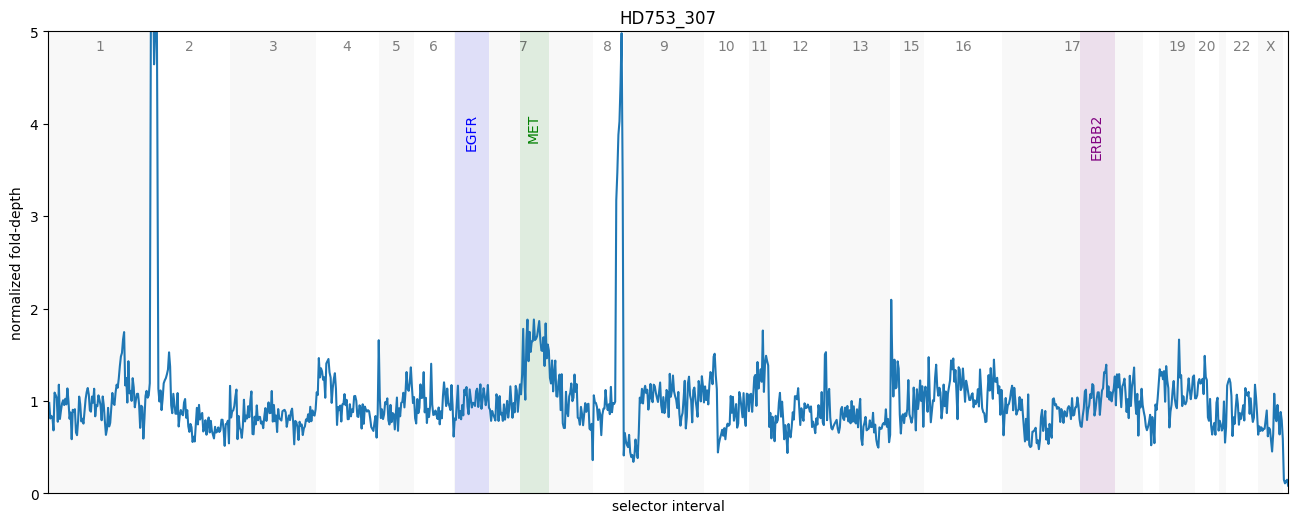 HD753_307
normalized fold-depth
5
4
3
2
1
0
1 2 3 4 5 6 7 8 9 10 11 12 13 15 16 17 19 20 22 X
EGFR
MET
ERBB2
selector interval